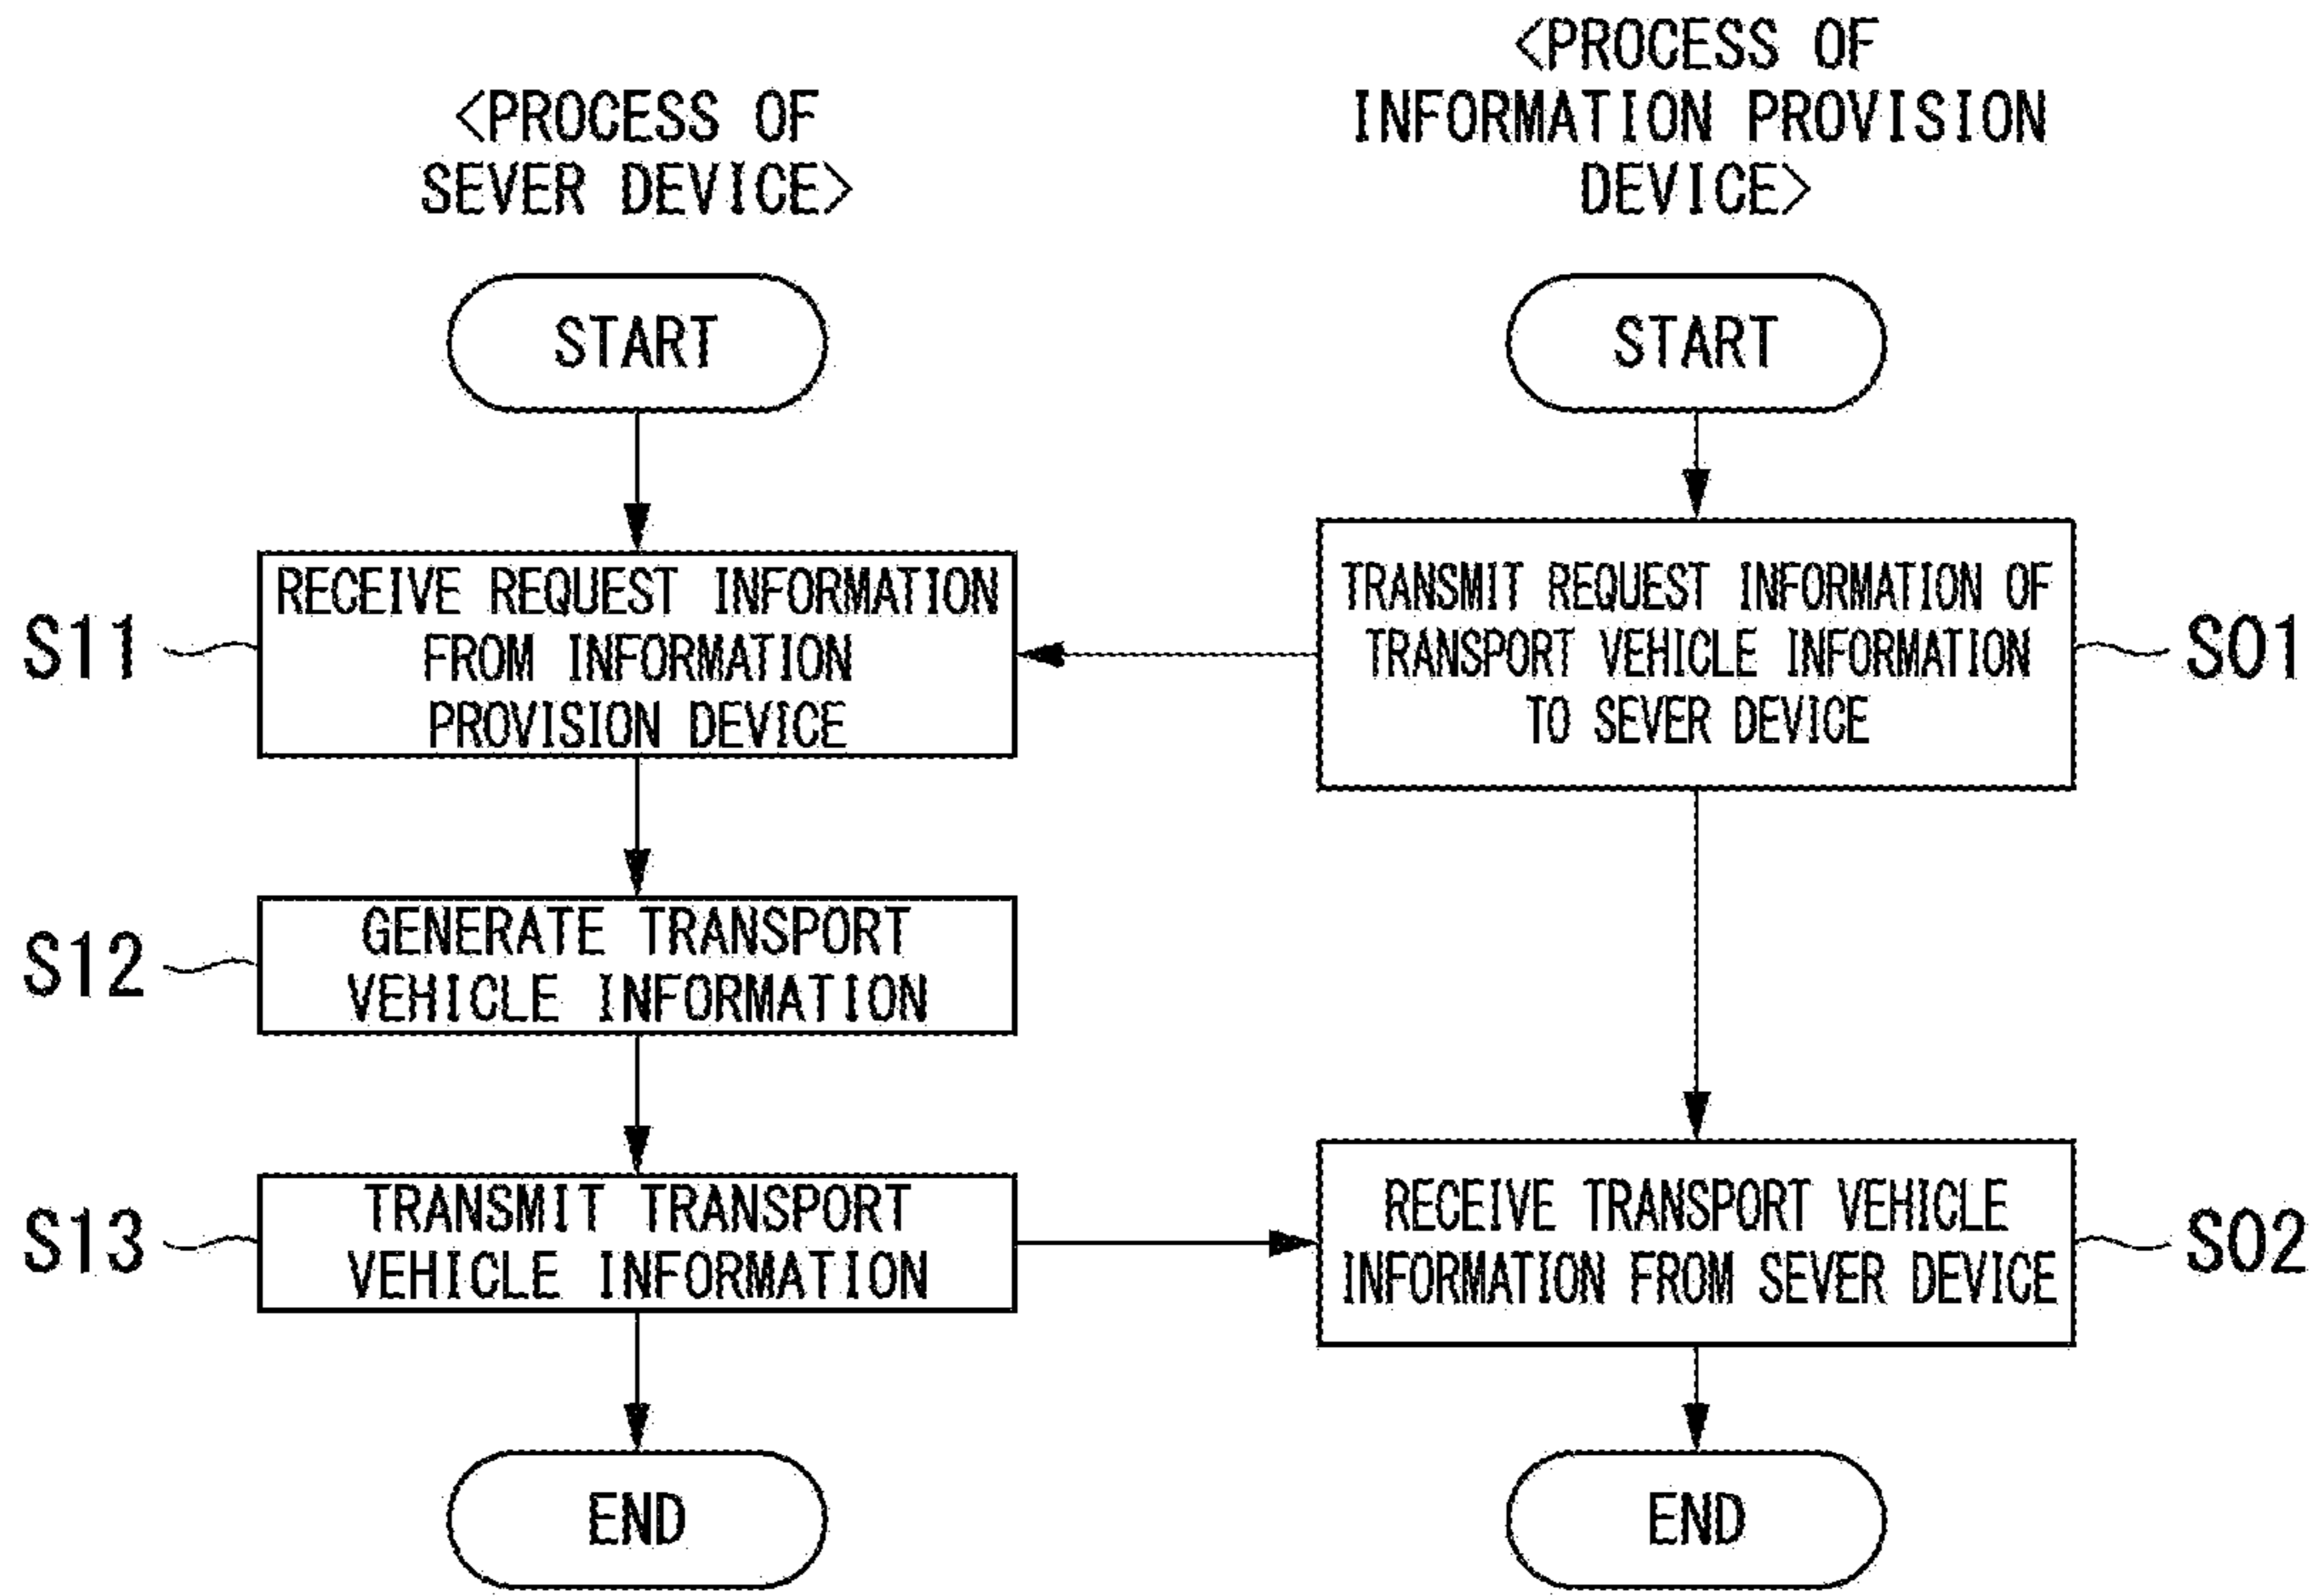 <PROCESS OF
SEVER DEVICE>
START
S11
RECEIVE REQUEST INFORMATION
FROM INFORMATION
PROVISION DEVICE
S12
GENERATE TRANSPORT
VEHICLE INFORMATION
S13
TRANSMIT TRANSPORT
VEHICLE INFORMATION
END
<PROCESS OF
INFORMATION PROVISION
DEVICE>
START
TRANSMIT REQUEST INFORMATION OF
TRANSPORT VEHICLE INFORMATION
TO SEVER DEVICE
S01
RECEIVE TRANSPORT VEHICLE
INFORMATION FROM SEVER DEVICE
S02
END